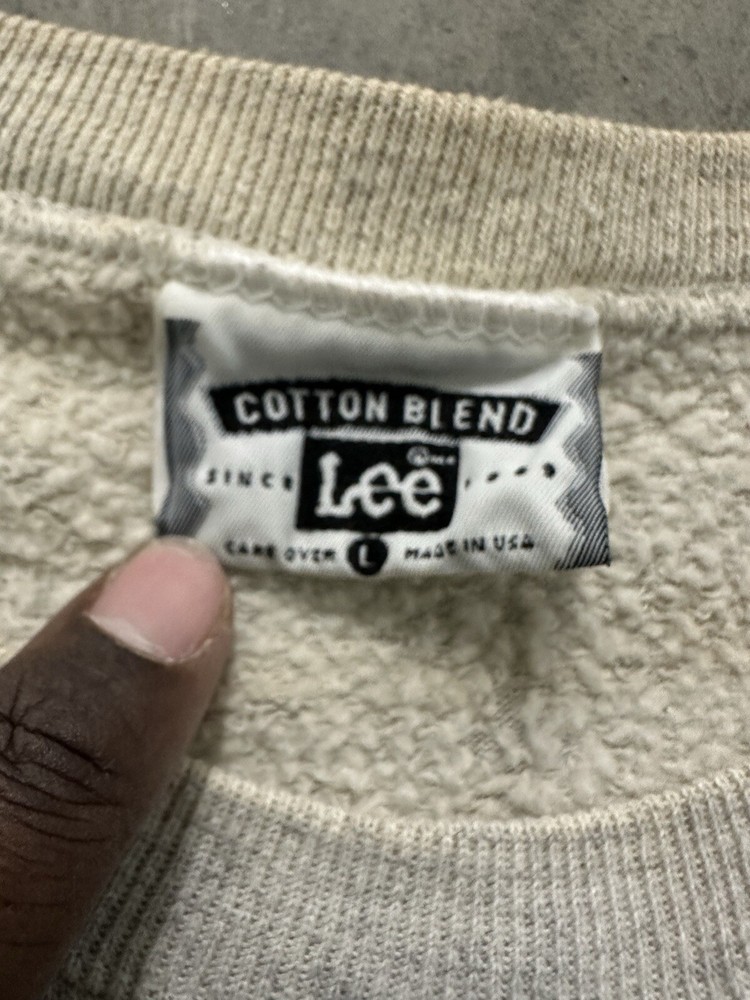 COTTON BLEND
SINCE Lee ®
CARE OVER L MADE IN USA